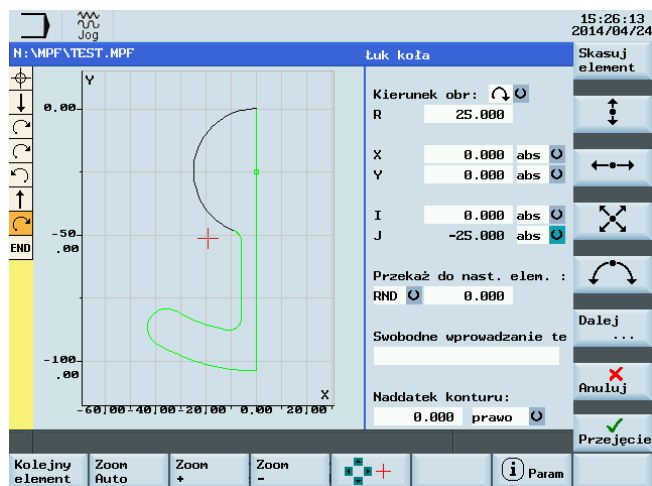 Jog
15:26:13
2014/04/24
N:\MPF\TEST.MPF
Łuk koła
Skasuj
element
Y
0.00
-50
.00
-100
.00
X
-60.00
-40.00
-20.00
0.00
20.00
END
Kierunek obr:
R 25.000
X 0.000 abs
Y 0.000 abs
I 0.000 abs
J -25.000 abs
Przekaż do nast. elem. :
RND 0.000
Swobodne wprowadzanie te
Naddatek konturu:
0.000 prawo
Dalej
...
Anuluj
Przejęcie
Kolejny
element
Zoom
Auto
Zoom
+
Zoom
-
i Param